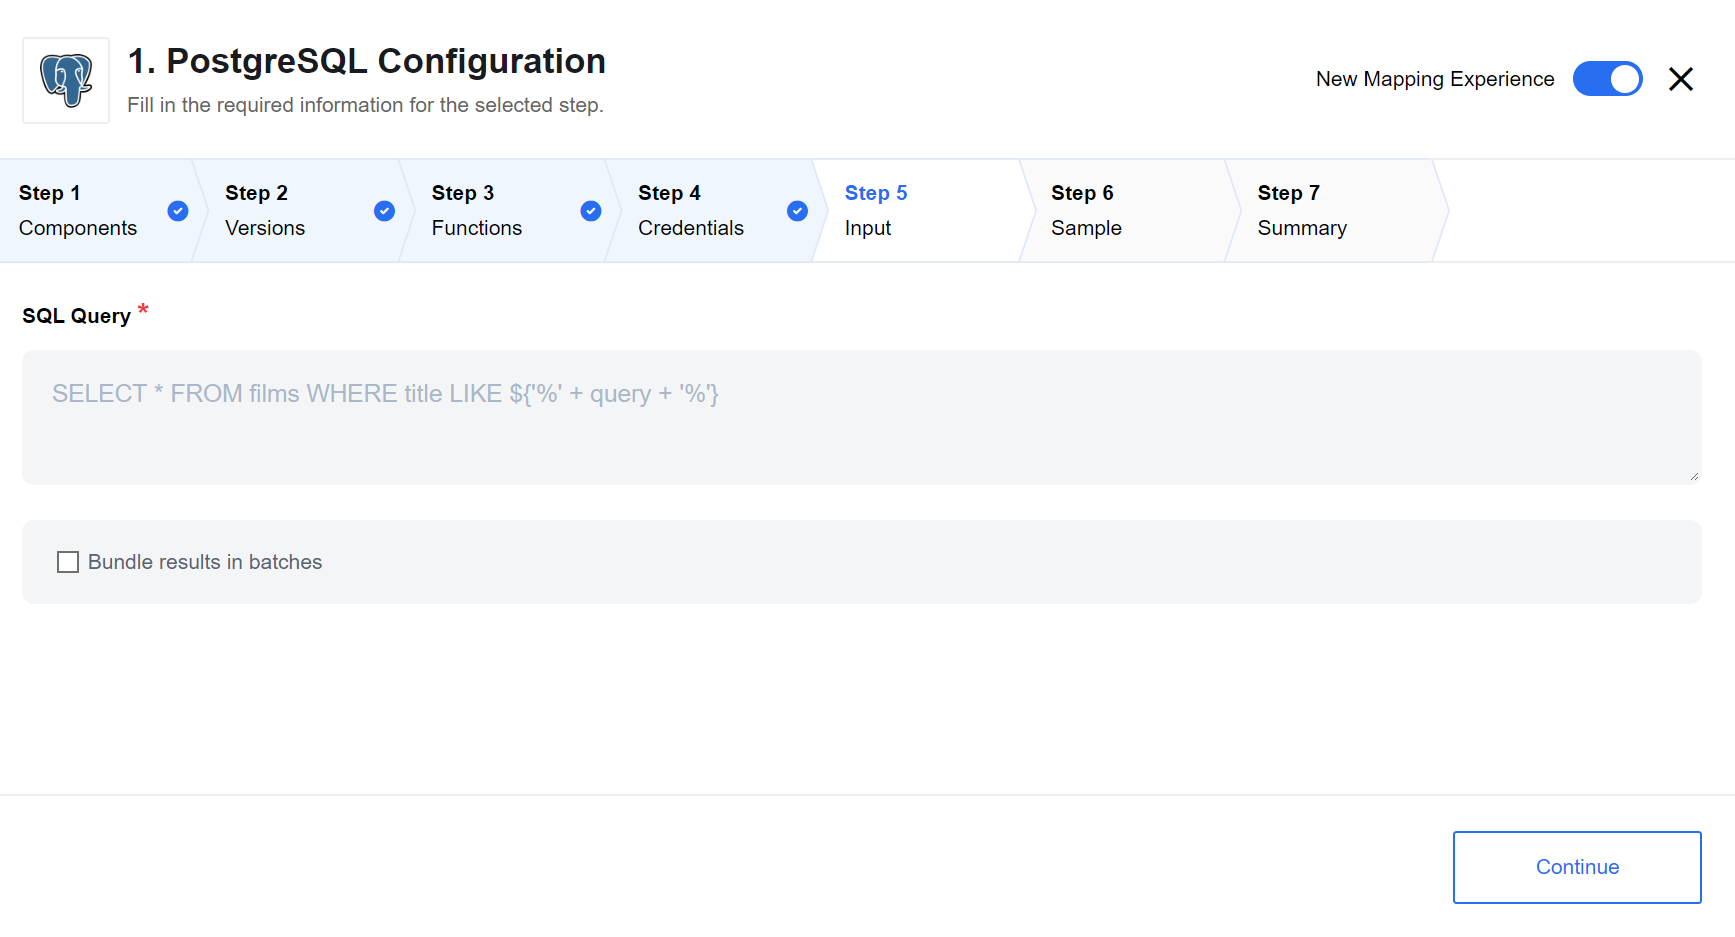 1. PostgreSQL Configuration
Fill in the required information for the selected step.
New Mapping Experience
Step 1
Components
Step 2
Versions
Step 3
Functions
Step 4
Credentials
Step 5
Input
Step 6
Sample
Step 7
Summary
SQL Query *
SELECT * FROM films WHERE title LIKE ${'%' + query + '%'}
Bundle results in batches
Continue